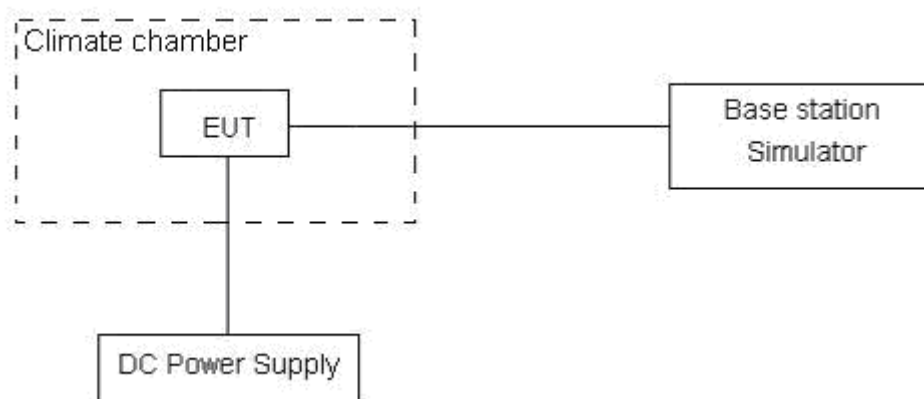 Climate chamber
EUT
Base station
Simulator
DC Power Supply